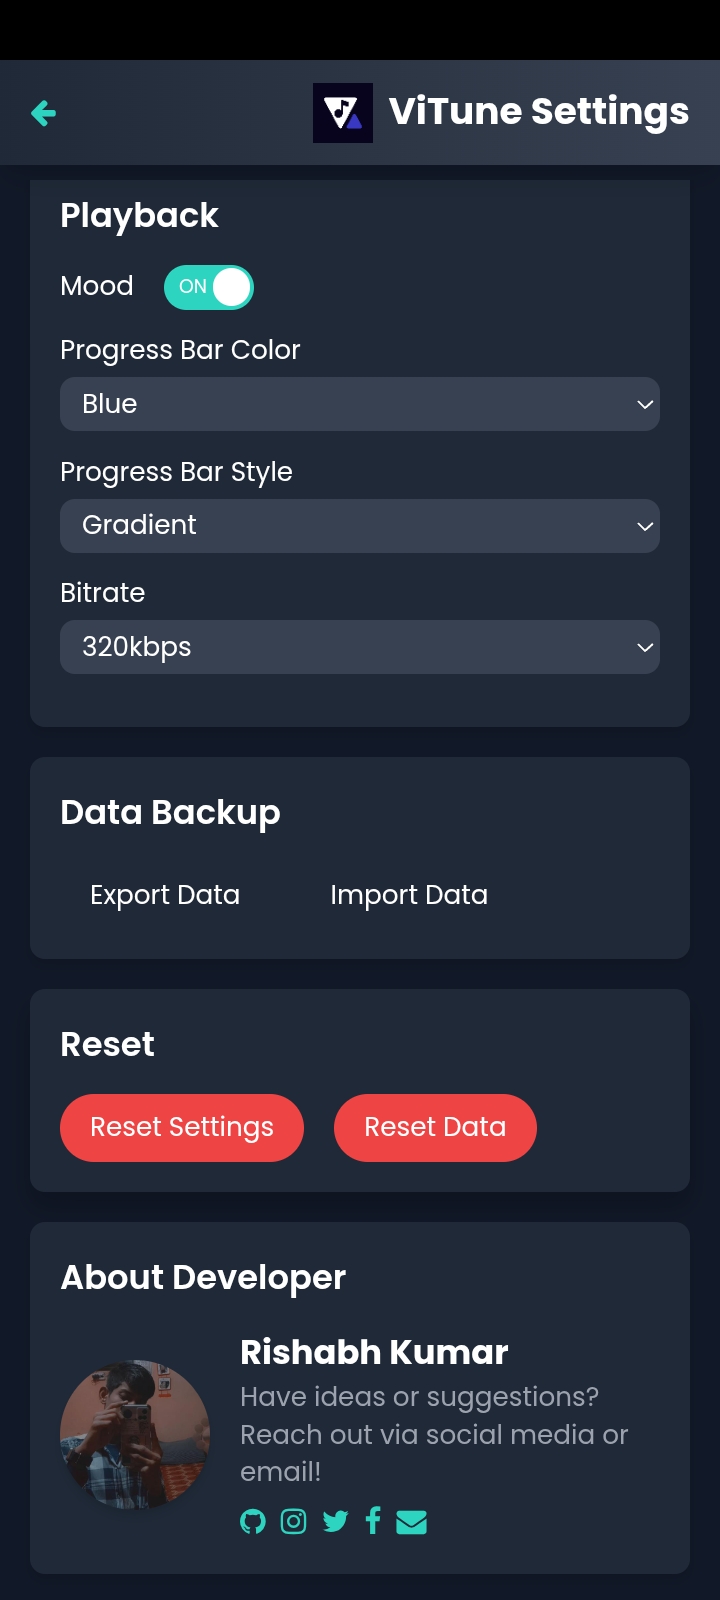 ViTune Settings
Playback
Mood ON
Progress Bar Color
Blue
Progress Bar Style
Gradient
Bitrate
320kbps
Data Backup
Export Data Import Data
Reset
Reset Settings Reset Data
About Developer
Rishabh Kumar
Have ideas or suggestions?
Reach out via social media or
email!